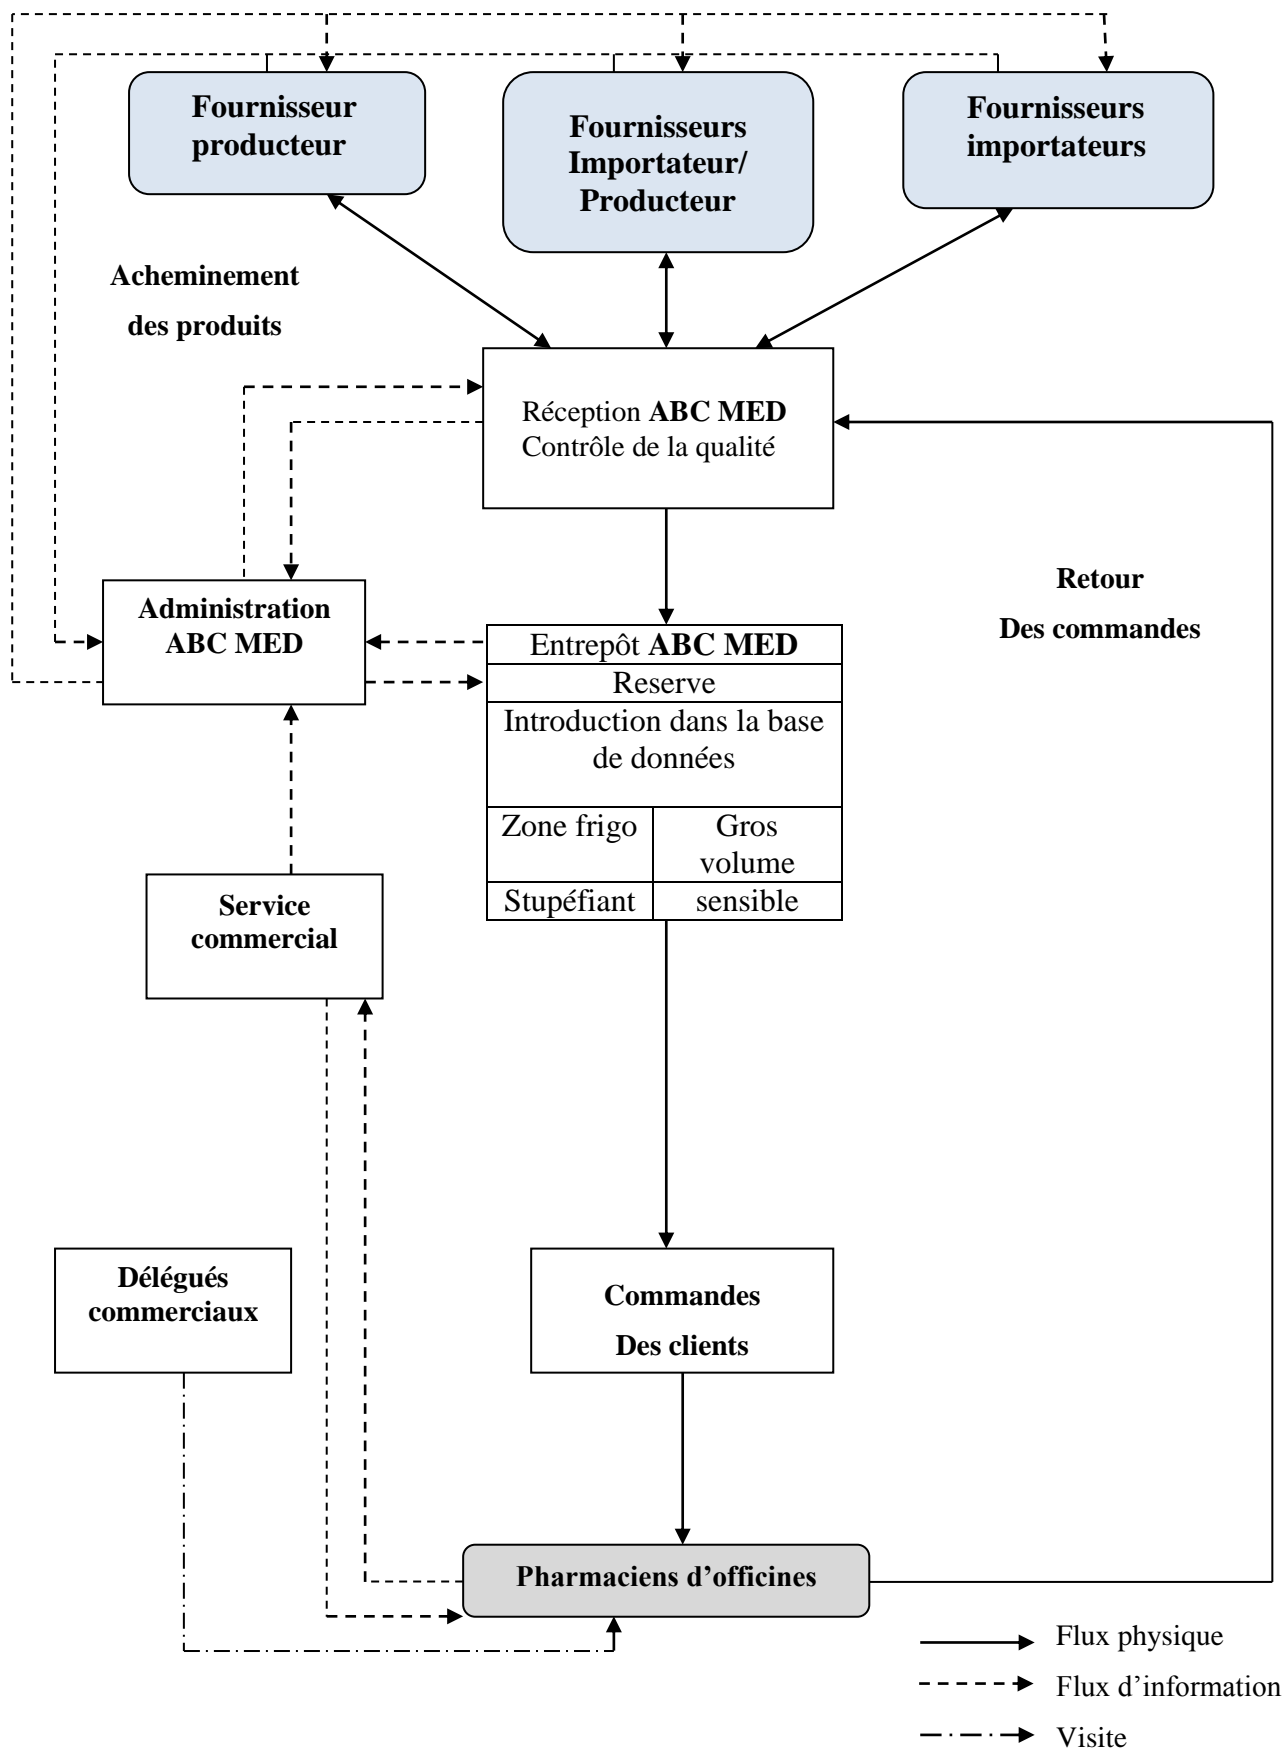 Fournisseur
producteur
Fournisseurs
Importateur/
Producteur
Fournisseurs
importateurs
Acheminement
des produits
Réception ABC MED
Contrôle de la qualité
Retour
Des commandes
Administration
ABC MED
Entrepôt ABC MED
Reserve
Introduction dans la base
de données
Zone frigo
Gros
volume
Stupéfiant
sensible
Service
commercial
Délégués
commerciaux
Commandes
Des clients
Pharmaciens d’officines
Flux physique
Flux d’information
Visite